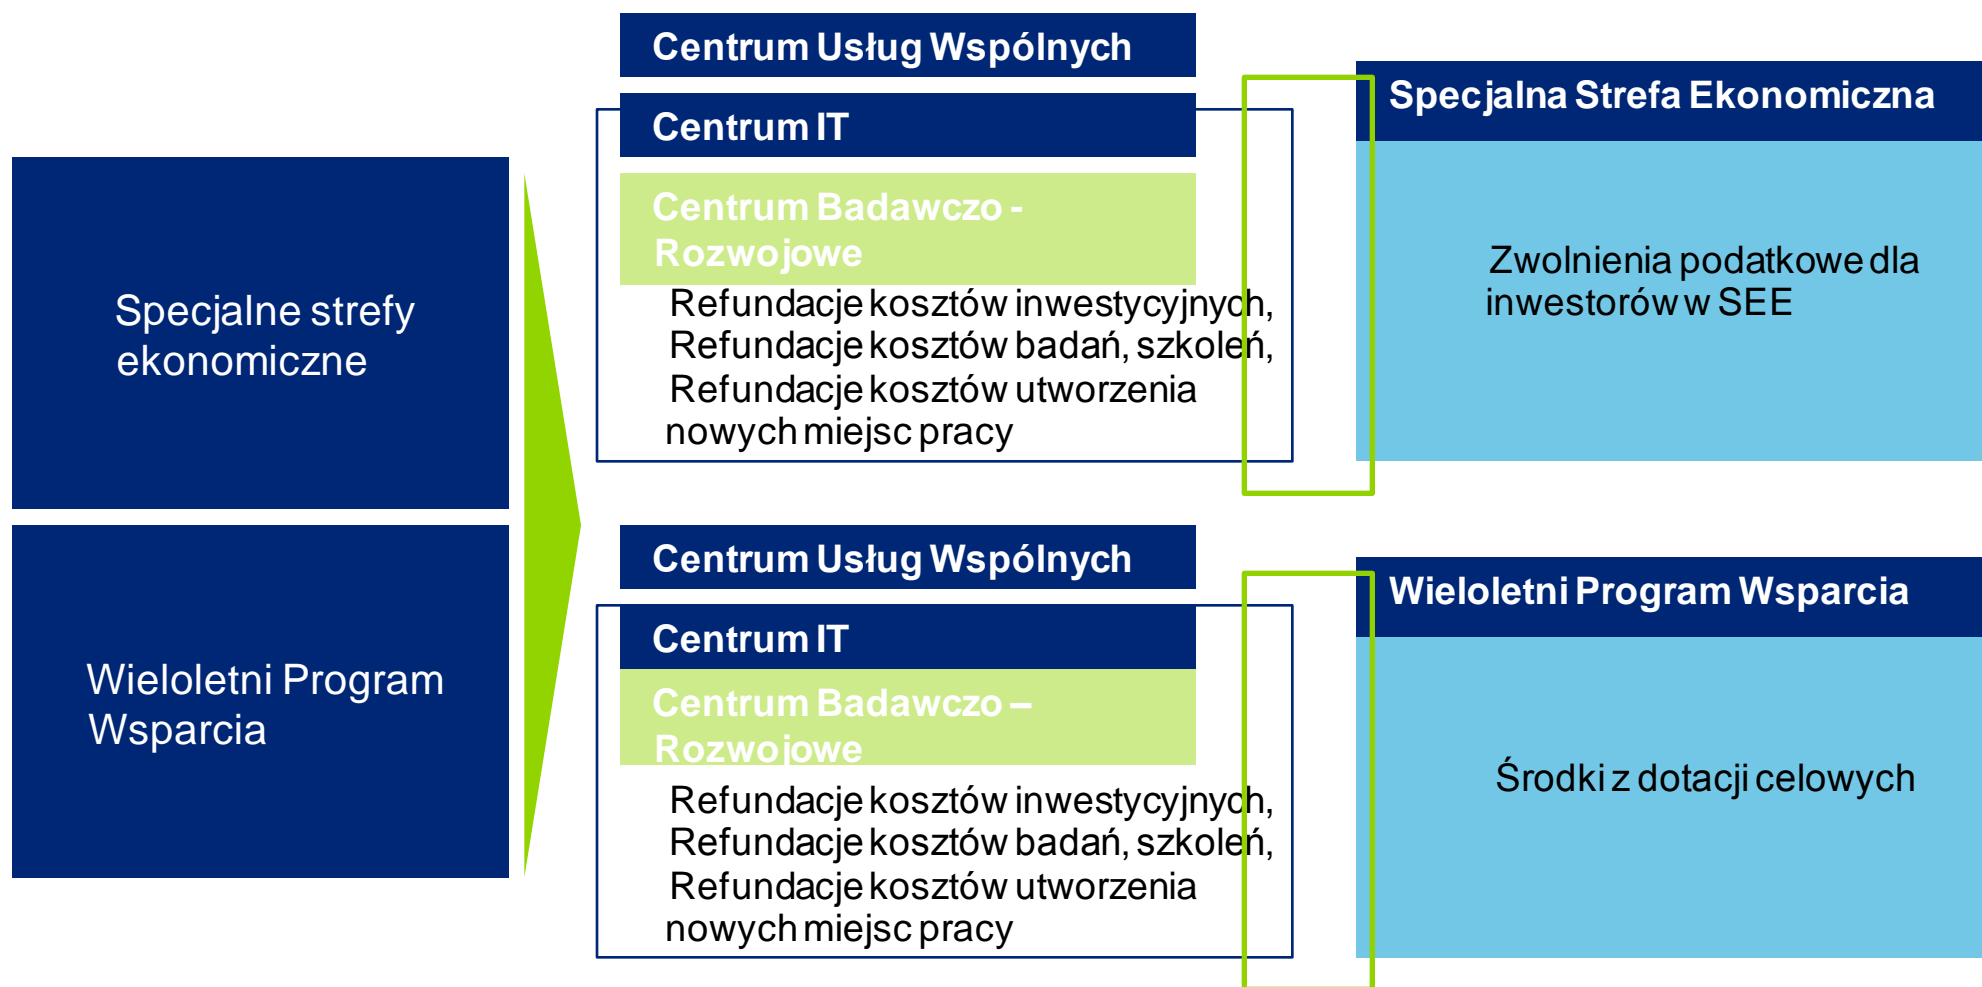 Specjalne strefy
ekonomiczne
Wieloletni Program
Wsparcia
Centrum Usług Wspólnych
Centrum IT
Centrum Badawczo -
Rozwojowe
Refundacje kosztów inwestycyjnych,
Refundacje kosztów badań, szkoleń,
Refundacje kosztów utworzenia
nowych miejsc pracy
Specjalna Strefa Ekonomiczna
Zwolnienia podatkowe dla
inwestorów w SEE
Centrum Usług Wspólnych
Centrum IT
Centrum Badawczo –
Rozwojowe
Refundacje kosztów inwestycyjnych,
Refundacje kosztów badań, szkoleń,
Refundacje kosztów utworzenia
nowych miejsc pracy
Wieloletni Program Wsparcia
Środki z dotacji celowych